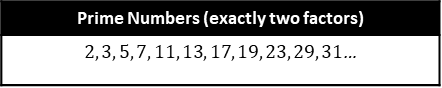 Prime Numbers (exactly two factors)
2, 3, 5, 7, 11, 13, 17, 19, 23, 29, 31...